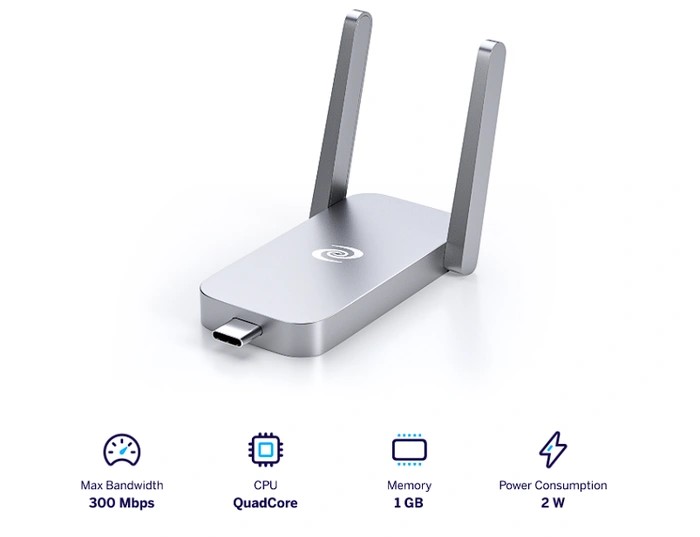 Max Bandwidth
300 Mbps
CPU
QuadCore
Memory
1 GB
Power Consumption
2 W